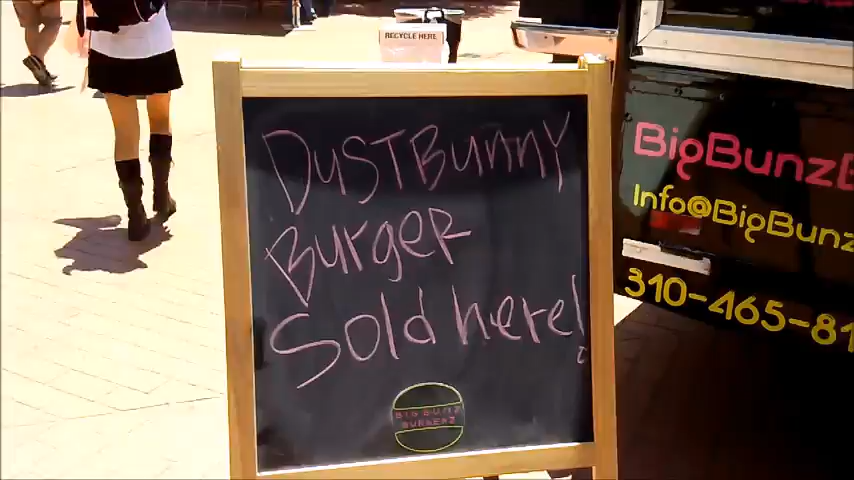 RECYCLE HERE
DUSTBUNNY
BURgER
Sold here!
BIG BUNZ
BURGERZ
BigBunzB
Info@BigBunz
310-465-81